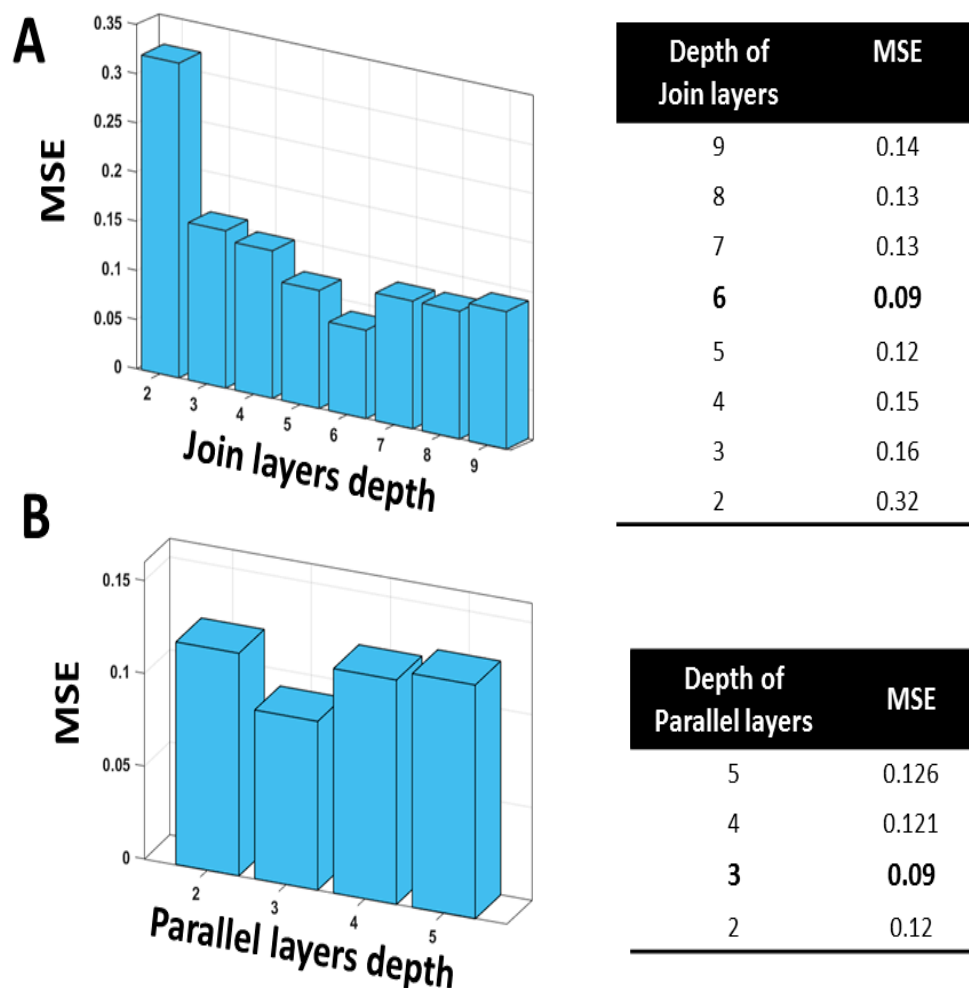 A
0.35
0.3
0.25
0.2
0.15
0.1
0.05
0
MSE
2 3 4 5 6 7 8 9
Join layers depth
Depth of MSE
Join layers
9 0.14
8 0.13
7 0.13
6 0.09
5 0.12
4 0.15
3 0.16
2 0.32
B
0.15
0.1
0.05
0
MSE
2 3 4 5
Parallel layers depth
Depth of
Parallel layers MSE
5 0.126
4 0.121
3 0.09
2 0.12